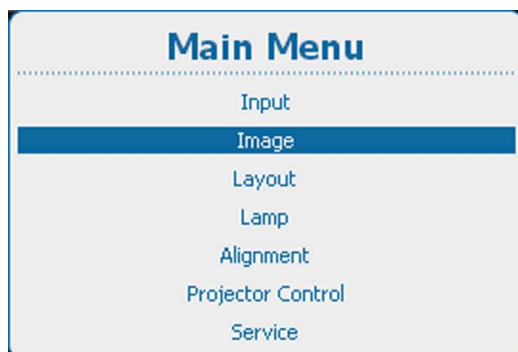 Main Menu
Input
Image
Layout
Lamp
Alignment
Projector Control
Service